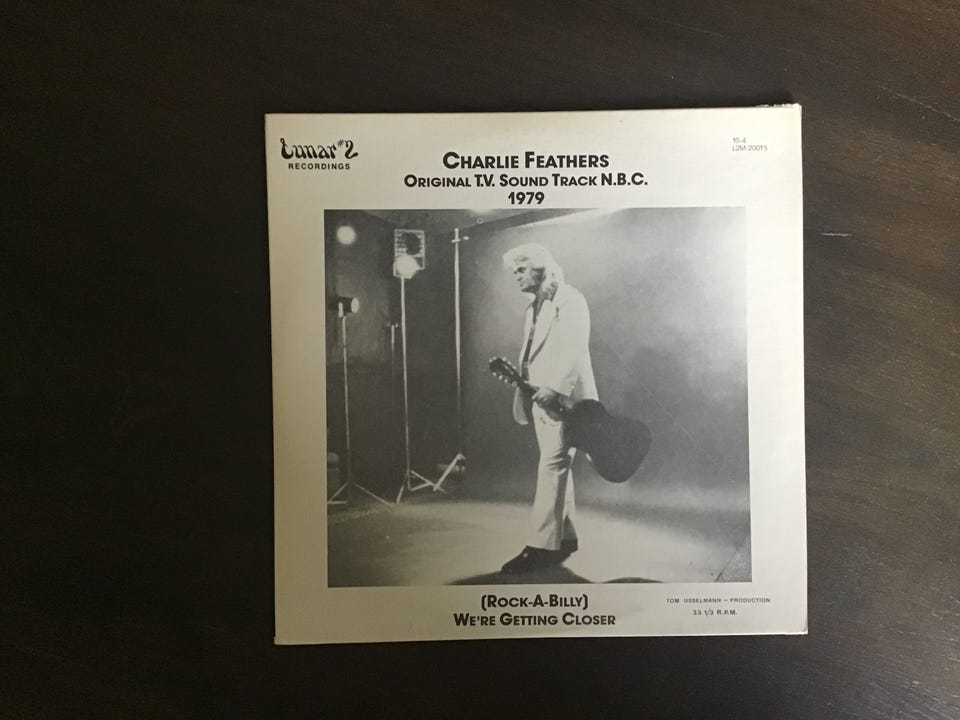 Lunar #2
RECORDINGS
10-4
L2M-20015
CHARLIE FEATHERS
ORIGINAL T.V. SOUND TRACK N.B.C.
1979
(ROCK-A-BILLY)
WE'RE GETTING CLOSER
TOM USSELMANN – PRODUCTION
33 1/3 R.P.M.